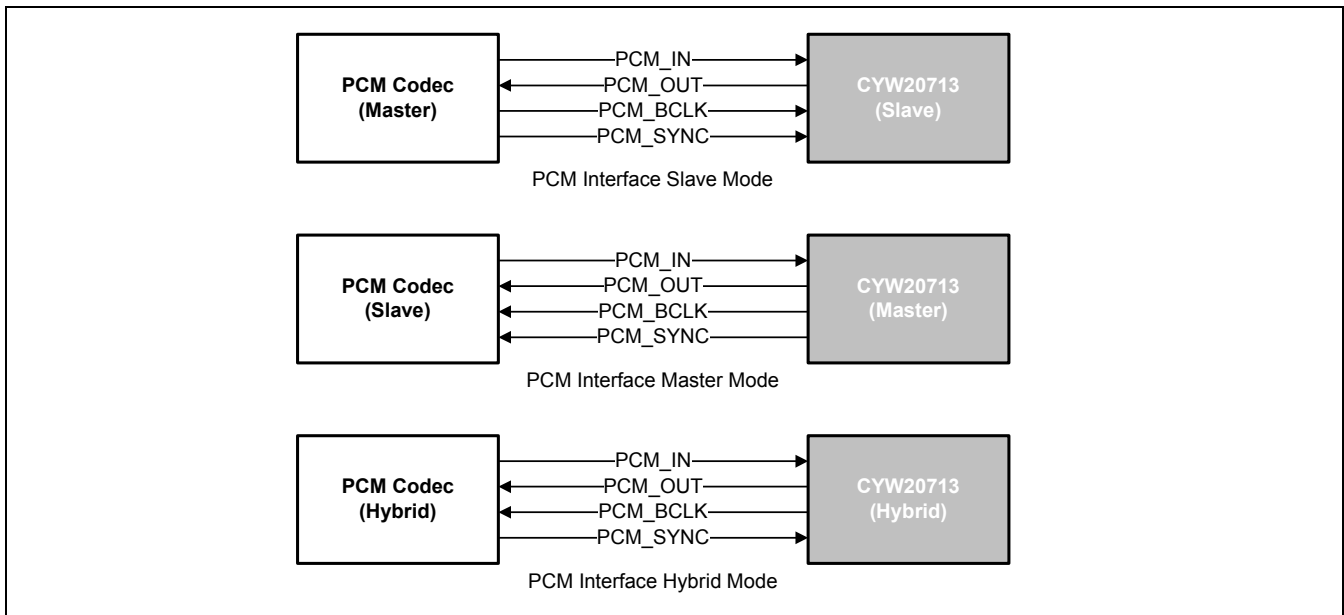 PCM Codec
(Master)
PCM_IN
PCM_OUT
PCM_BCLK
PCM_SYNC
CYW20713
(Slave)
PCM Interface Slave Mode
PCM Codec
(Slave)
PCM_IN
PCM_OUT
PCM_BCLK
PCM_SYNC
CYW20713
(Master)
PCM Interface Master Mode
PCM Codec
(Hybrid)
PCM_IN
PCM_OUT
PCM_BCLK
PCM_SYNC
CYW20713
(Hybrid)
PCM Interface Hybrid Mode